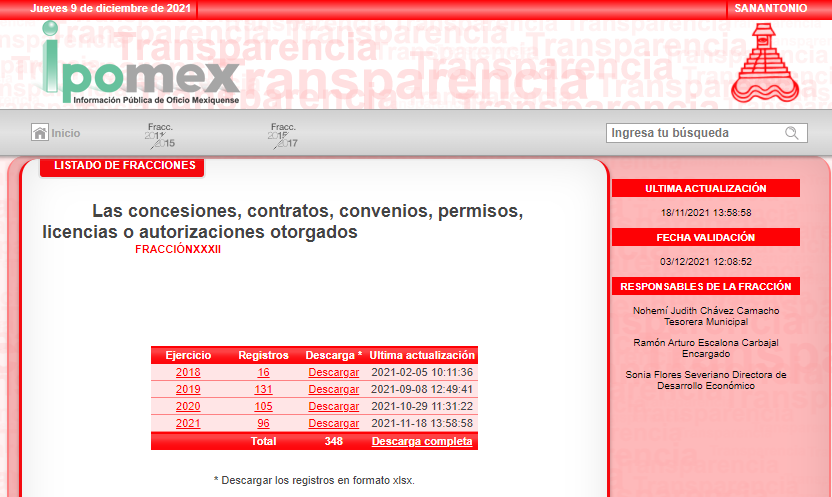 Jueves 9 de diciembre de 2021
SANANTONIO
Transparencia
ipomex
Información Pública de Oficio Mexiquense
Inicio
Fracc.
2015
Fracc.
2017
Ingresa tu búsqueda
LISTADO DE FRACCIONES
Las concesiones, contratos, convenios, permisos,
licencias o autorizaciones otorgados
FRACCIÓNXXXII
Ejercicio Registros Descarga * Ultima actualización
2018 16 Descargar 2021-02-05 10:11:36
2019 131 Descargar 2021-09-08 12:49:41
2020 105 Descargar 2021-10-29 11:31:22
2021 96 Descargar 2021-11-18 13:58:58
Total 348 Descarga completa
* Descargar los registros en formato xlsx.
ULTIMA ACTUALIZACIÓN
18/11/2021 13:58:58
FECHA VALIDACIÓN
03/12/2021 12:08:52
RESPONSABLES DE LA FRACCIÓN
Nohemí Judith Chávez Camacho
Tesorera Municipal
Ramón Arturo Escalona Carbajal
Encargado
Sonia Flores Severiano Directora de
Desarrollo Económico